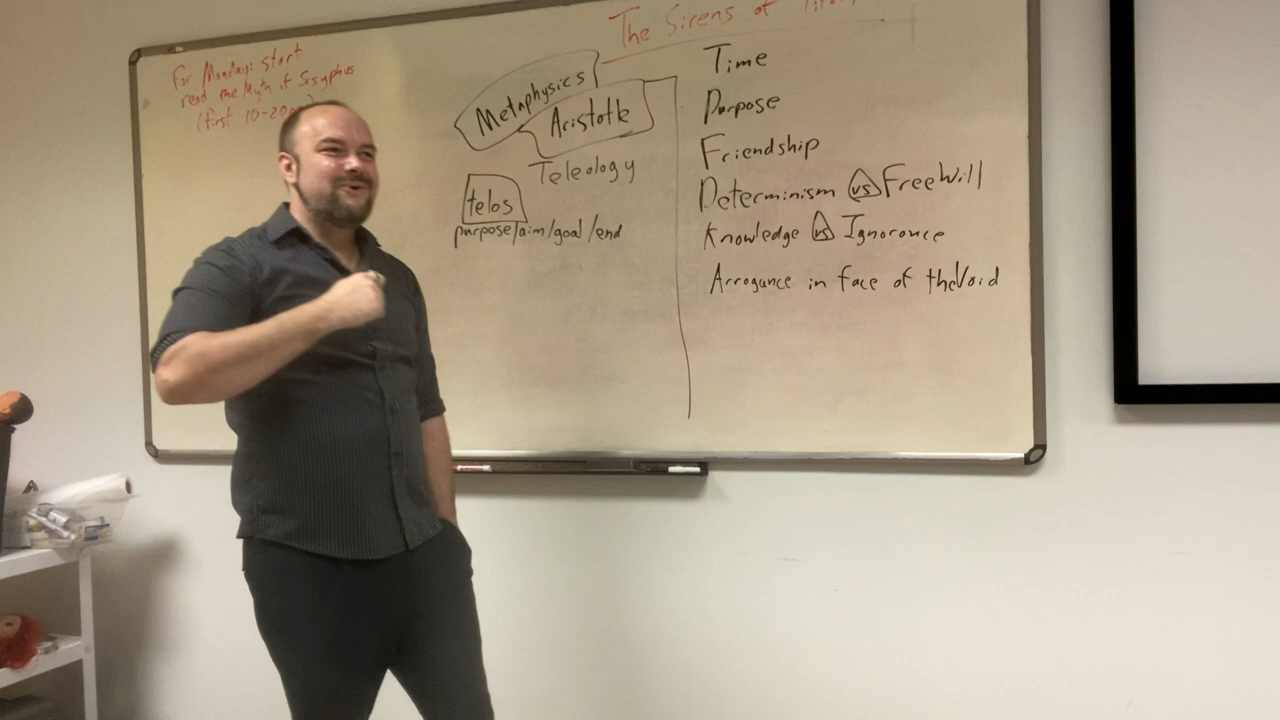 For Monday: start
read the Myth of Sisyphus
(first 10-20
The Sirens of
Metaphysics
Aristotle
Teleology
telos
purpose/aim/goal/end
Time
Purpose
Friendship
Determinism vs Free Will
Knowledge vs Ignorance
Arrogance in face of the Void